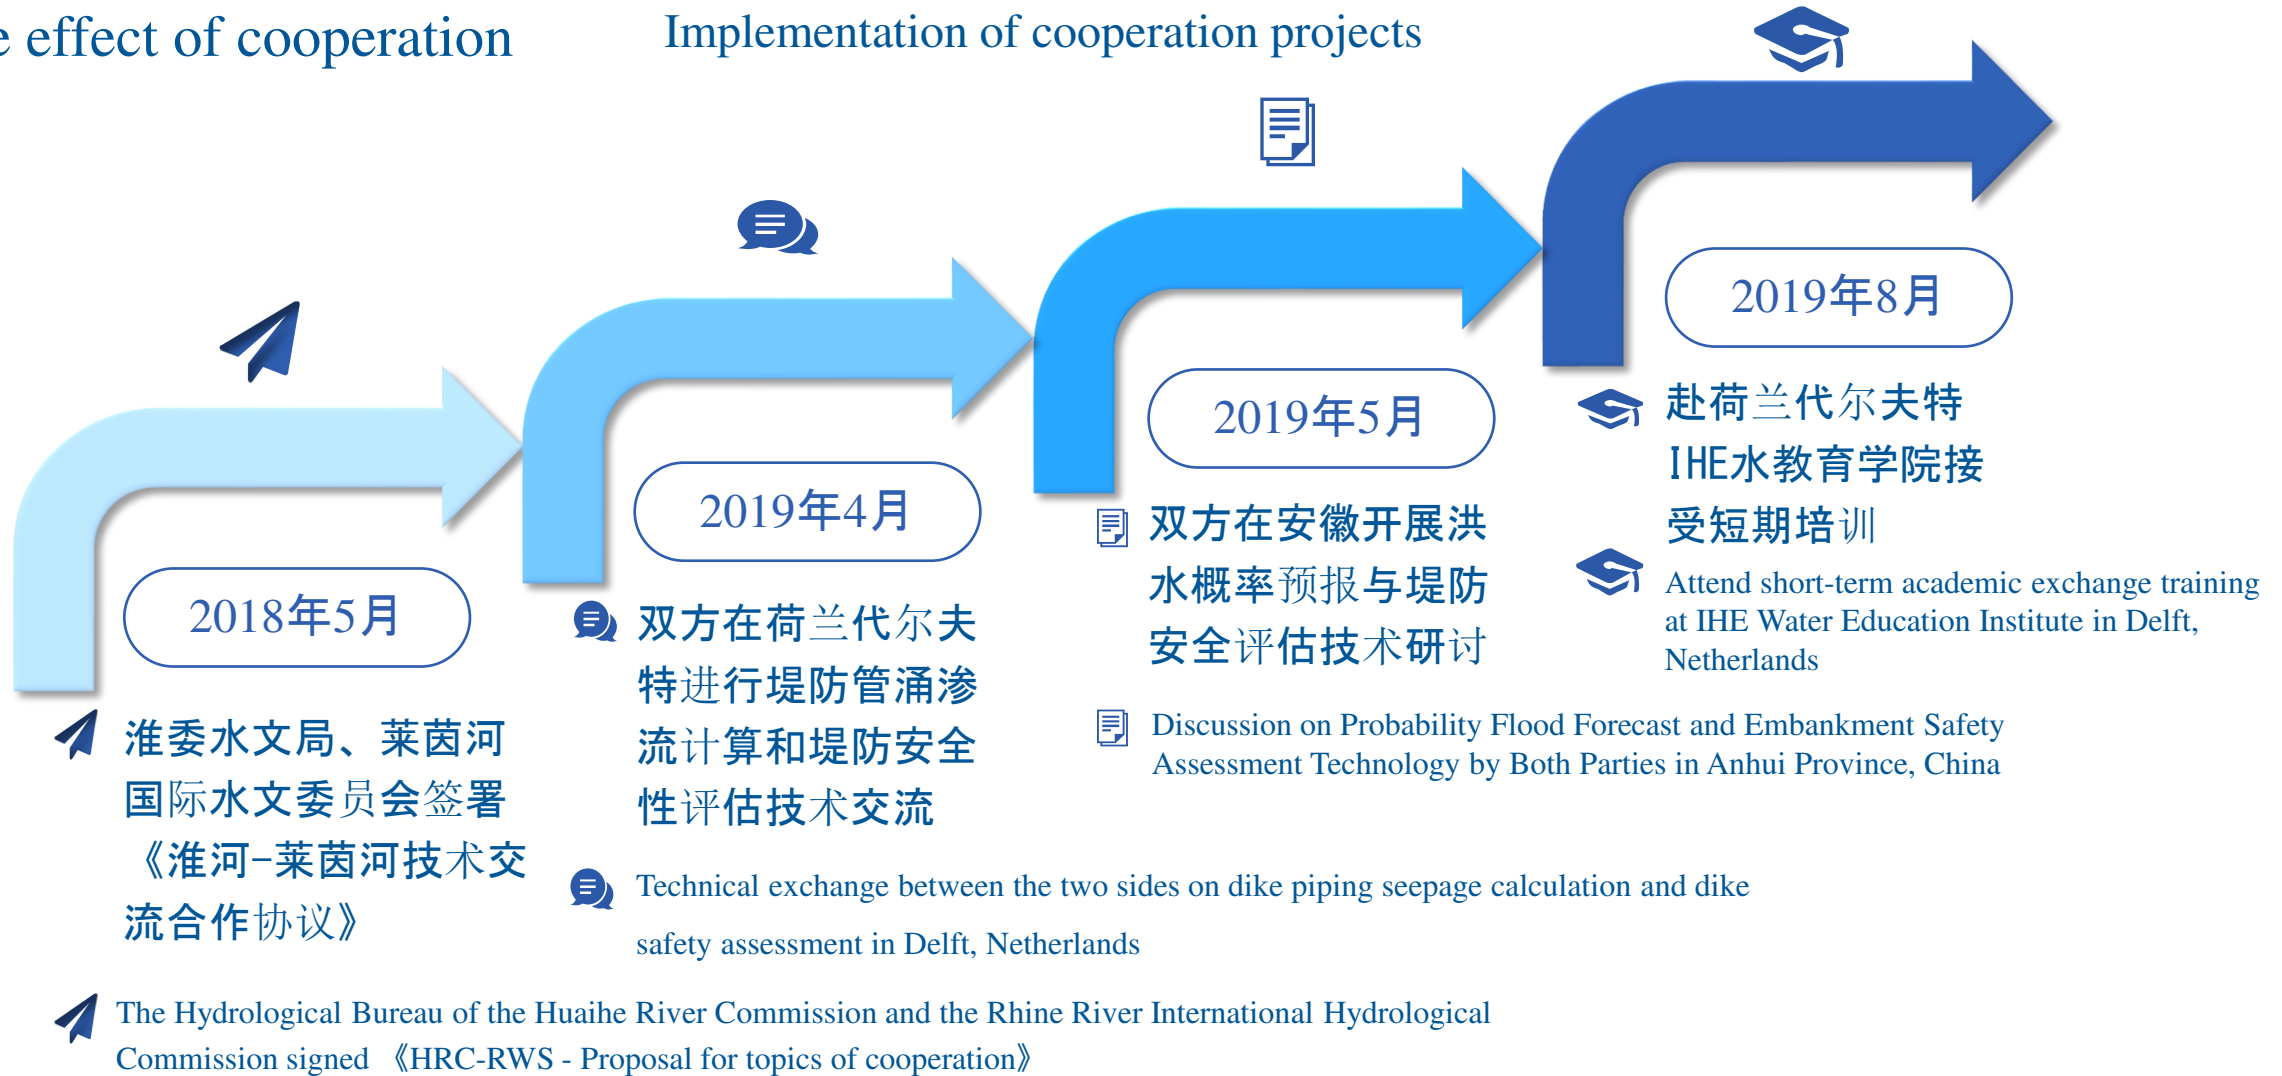 effect of cooperation
Implementation of cooperation projects
2018年5月
淮委水文局、莱茵河
国际水文委员会签署
《淮河-莱茵河技术交
流合作协议》
The Hydrological Bureau of the Huaihe River Commission and the Rhine River International Hydrological
Commission signed 《HRC-RWS - Proposal for topics of cooperation》
2019年4月
双方在荷兰代尔夫
特进行堤防管涌渗
流计算和堤防安全
性评估技术交流
Technical exchange between the two sides on dike piping seepage calculation and dike
safety assessment in Delft, Netherlands
2019年5月
双方在安徽开展洪
水概率预报与堤防
安全评估技术研讨
Discussion on Probability Flood Forecast and Embankment Safety
Assessment Technology by Both Parties in Anhui Province, China
2019年8月
赴荷兰代尔夫特
IHE水教育学院接
受短期培训
Attend short-term academic exchange training
at IHE Water Education Institute in Delft,
Netherlands